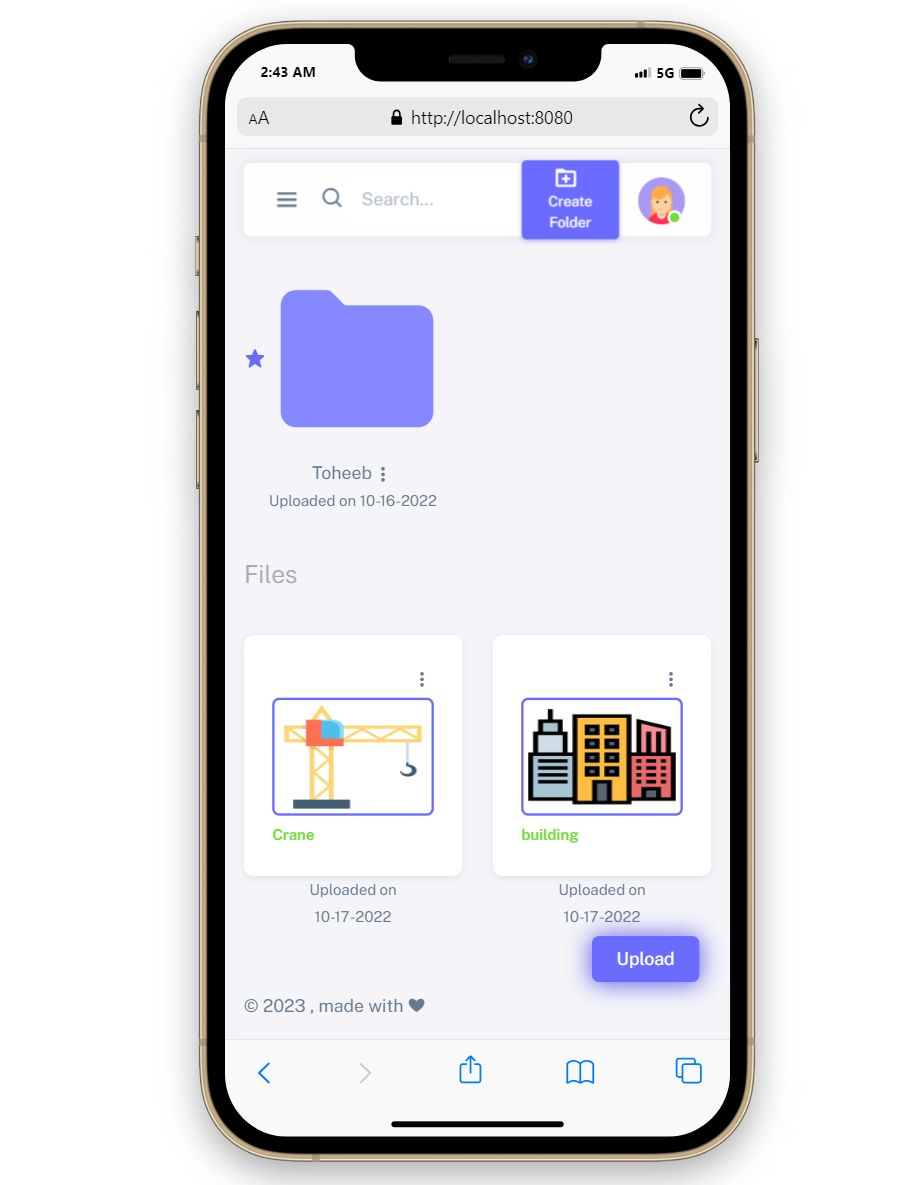 2:43 AM
5G
AA
http://localhost:8080
Search...
Create
Folder
Toheeb
Uploaded on 10-16-2022
Files
Crane
building
Uploaded on
10-17-2022
Uploaded on
10-17-2022
Upload
© 2023 , made with